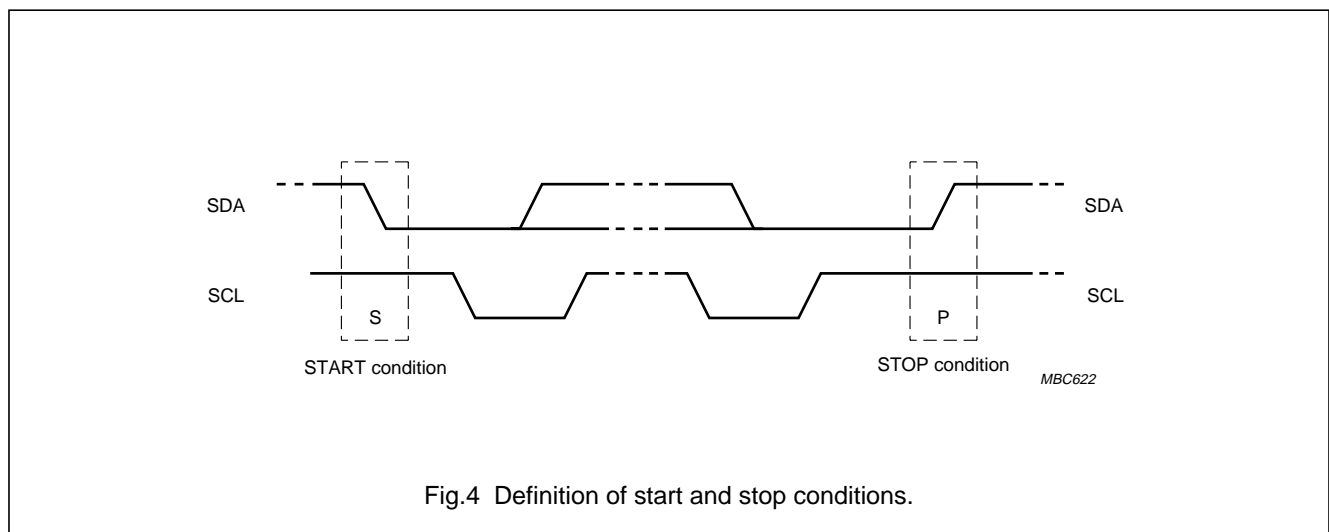 SDA
SDA
SCL
SCL
S
P
START condition
STOP condition
MBC622
Fig.4 Definition of start and stop conditions.